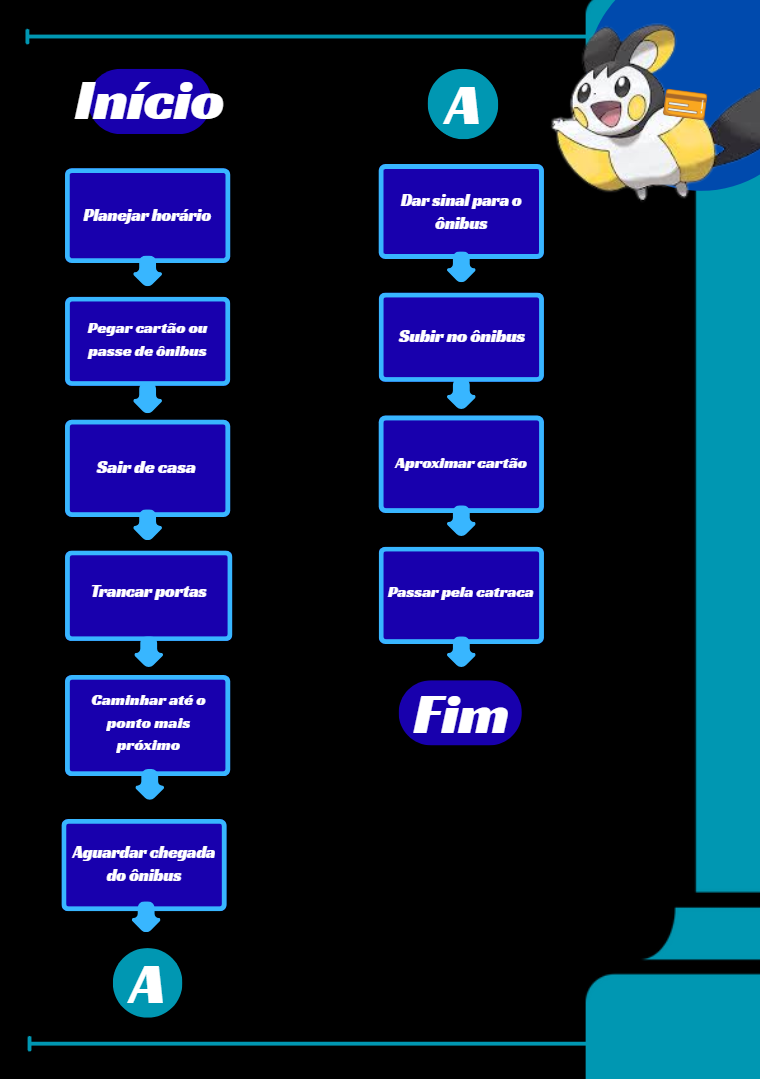 Início
Planejar horário
Pegar cartão ou
passe de ônibus
Sair de casa
Trancar portas
Caminhar até o
ponto mais
próximo
Aguardar chegada
do ônibus
A
A
Dar sinal para o
ônibus
Subir no ônibus
Aproximar cartão
Passar pela catraca
Fim